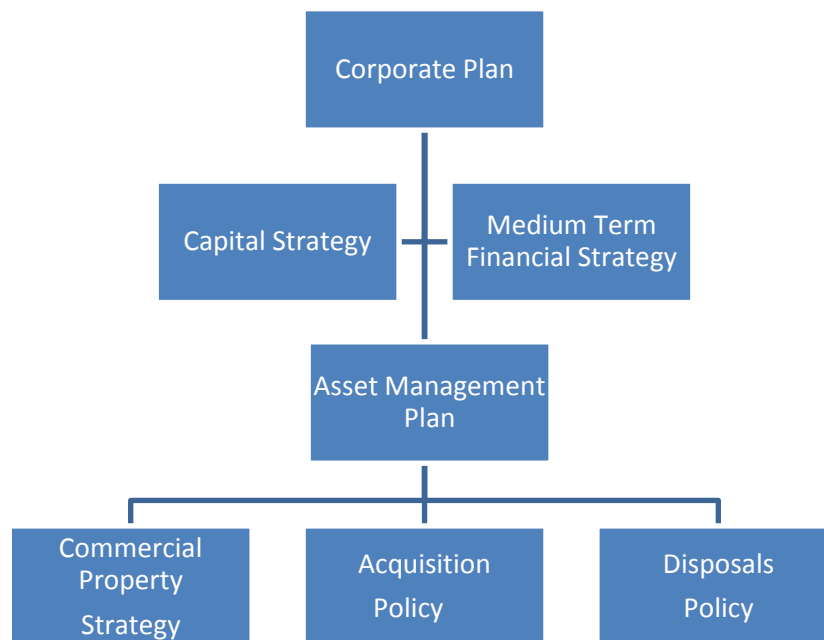 Corporate Plan
Capital Strategy
Medium Term
Financial Strategy
Asset Management
Plan
Commercial
Property
Strategy
Acquisition
Policy
Disposals
Policy